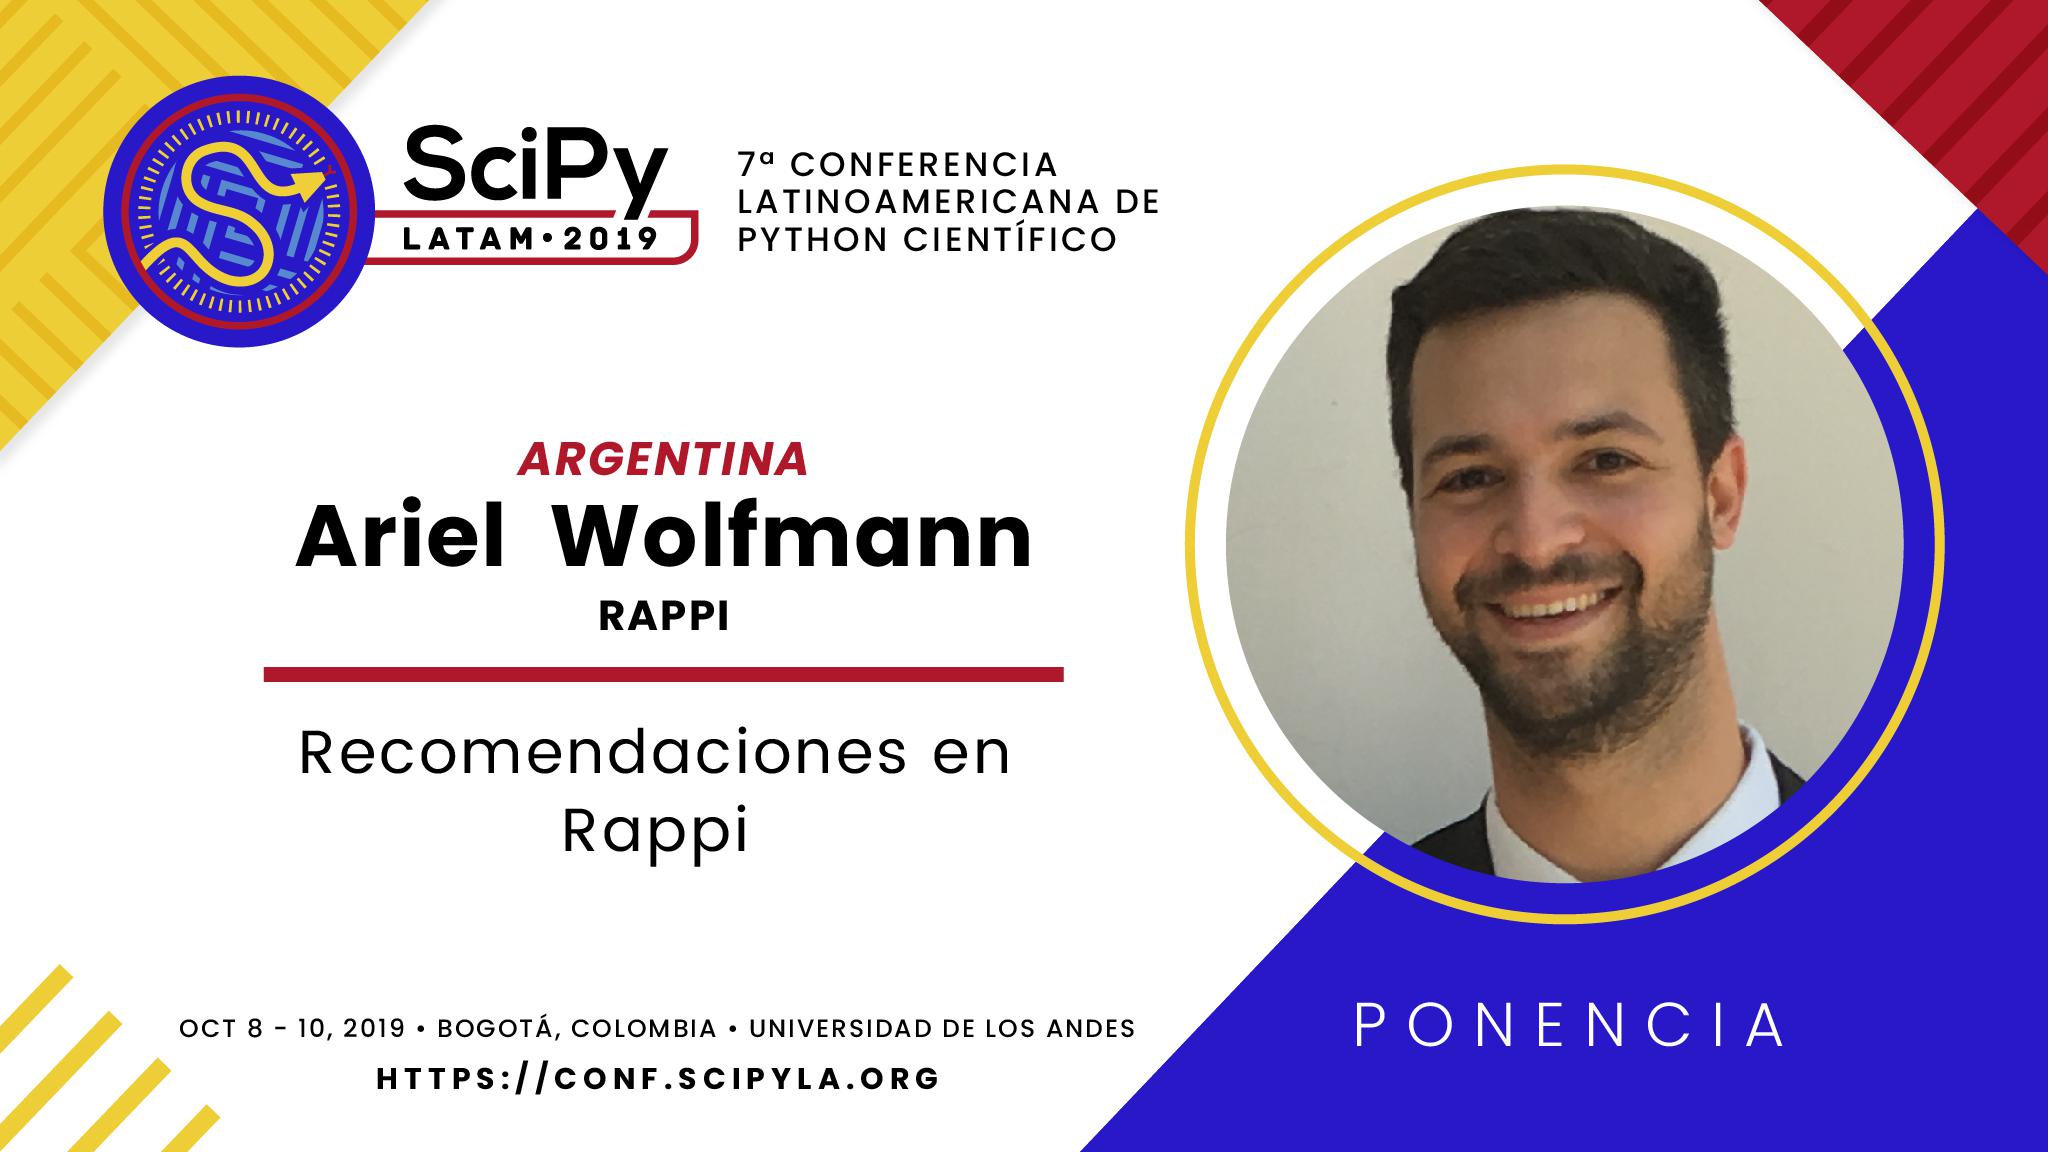 SciPy
LATAM•2019
7ª CONFERENCIA
LATINOAMERICANA DE
PYTHON CIENTÍFICO
ARGENTINA
Ariel Wolfmann
RAPPI
Recomendaciones en
Rappi
OCT 8 - 10, 2019 • BOGOTÁ, COLOMBIA • UNIVERSIDAD DE LOS ANDES
HTTPS://CONF.SCIPYLA.ORG
PONENCIA